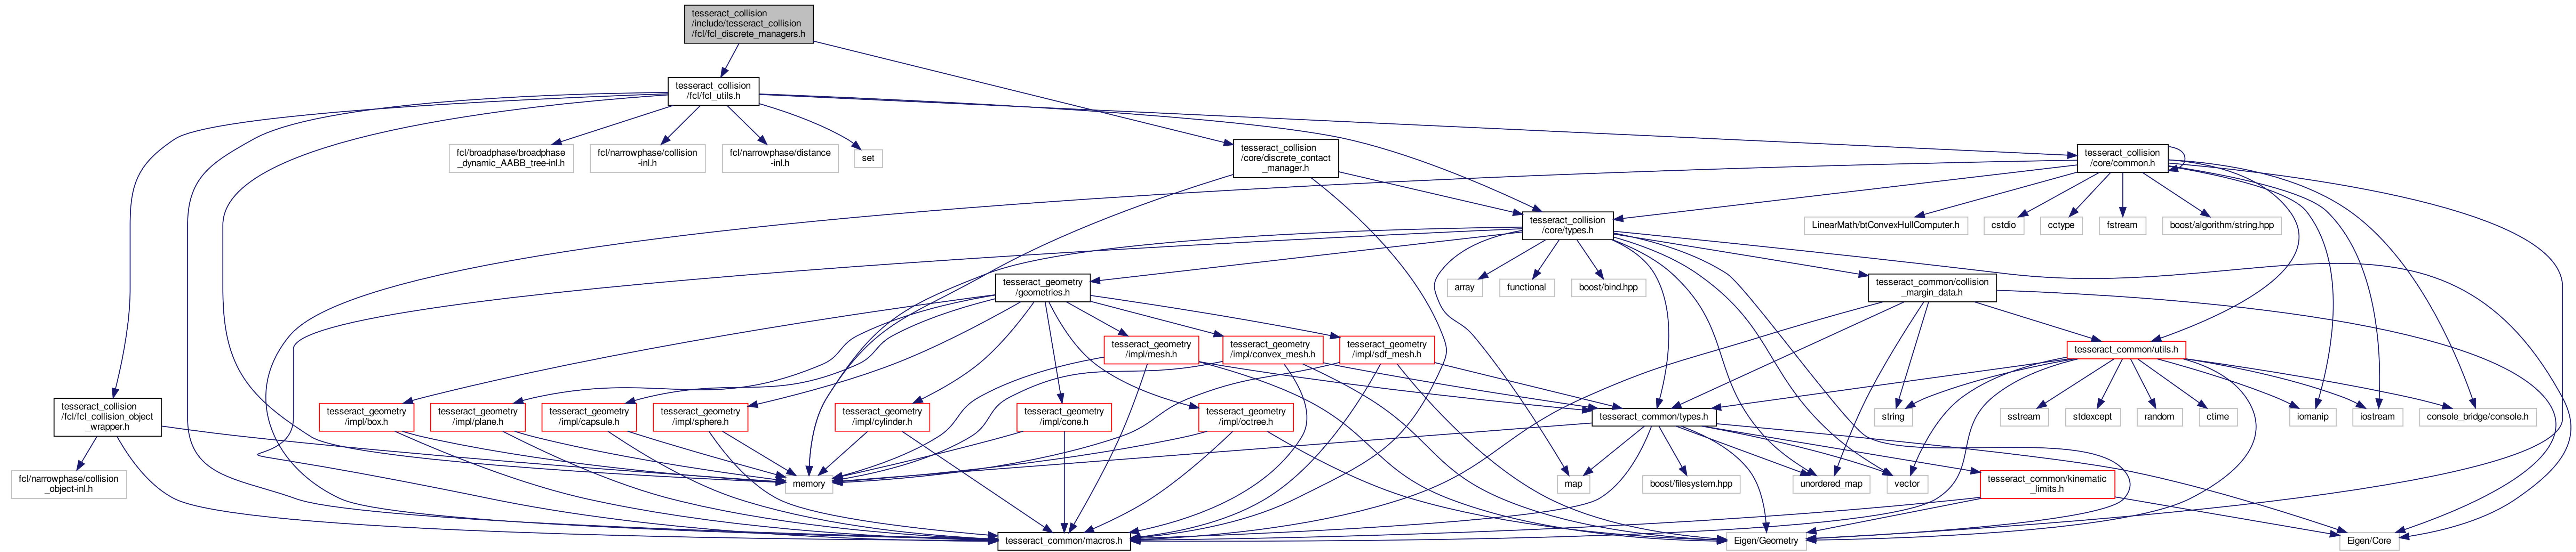 tesseract_collision
/include/tesseract_collision
/fcl/fcl_discrete_managers.h
tesseract_collision
/fcl/fcl_utils.h
fcl/broadphase/broadphase
_dynamic_AABB_tree-inl.h
fcl/narrowphase/collision
-inl.h
fcl/narrowphase/distance
-inl.h
set
tesseract_collision
/core/discrete_contact
_manager.h
tesseract_collision
/core/common.h
tesseract_collision
/core/types.h
LinearMath/btConvexHullComputer.h
cstdio
cctype
fstream
boost/algorithm/string.hpp
tesseract_geometry
/geometries.h
array
functional
boost/bind.hpp
tesseract_common/collision
_margin_data.h
tesseract_geometry
/impl/mesh.h
tesseract_geometry
/impl/convex_mesh.h
tesseract_geometry
/impl/sdf_mesh.h
tesseract_common/utils.h
tesseract_collision
/fcl/fcl_collision_object
_wrapper.h
tesseract_geometry
/impl/box.h
tesseract_geometry
/impl/plane.h
tesseract_geometry
/impl/capsule.h
tesseract_geometry
/impl/sphere.h
tesseract_geometry
/impl/cylinder.h
tesseract_geometry
/impl/cone.h
tesseract_geometry
/impl/octree.h
tesseract_common/types.h
string
sstream
stdexcept
random
ctime
iomanip
iostream
console_bridge/console.h
fcl/narrowphase/collision
_object-inl.h
memory
map
boost/filesystem.hpp
unordered_map
vector
tesseract_common/kinematic
_limits.h
tesseract_common/macros.h
Eigen/Geometry
Eigen/Core